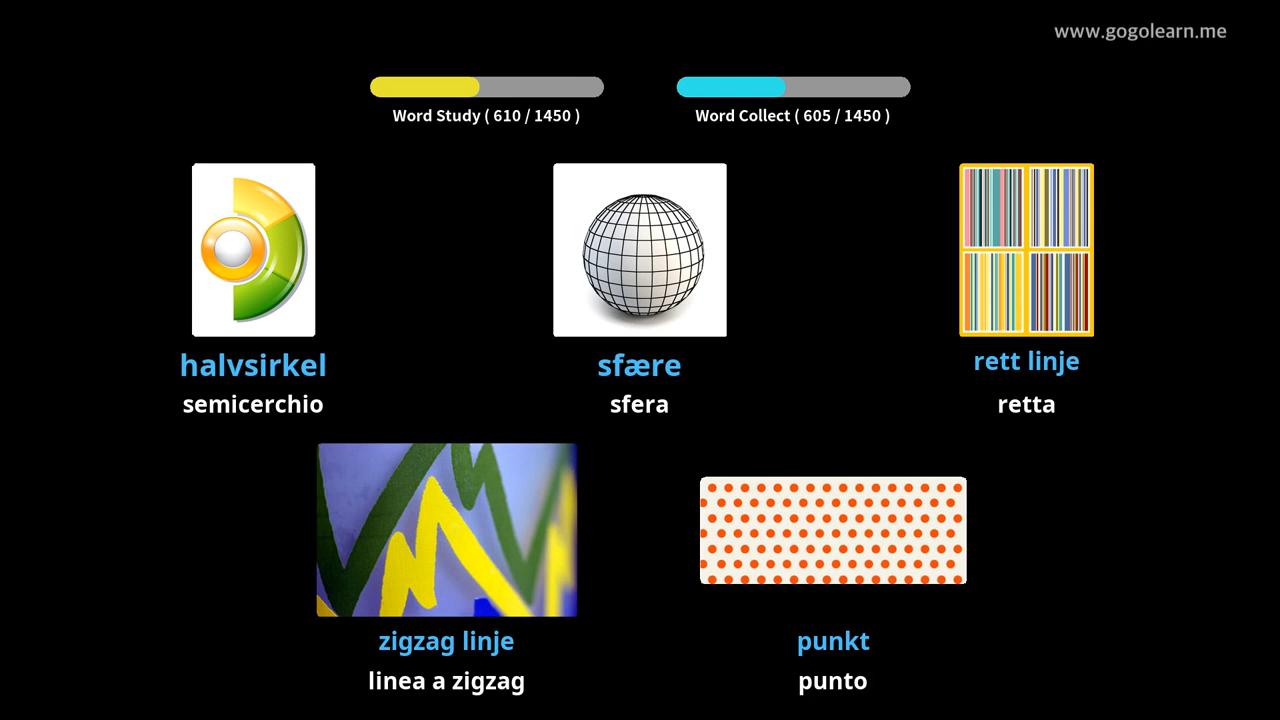 www.gogolearn.me
Word Study ( 610 / 1450 )
Word Collect ( 605 / 1450 )
halvsirkel
semicerchio
sfære
sfera
rett linje
retta
zigzag linje
linea a zigzag
punkt
punto